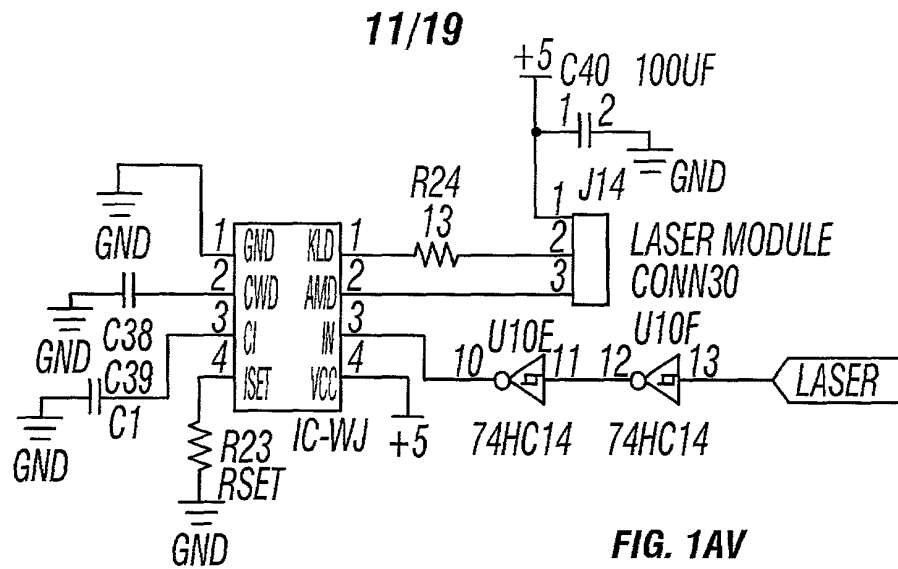 11/19
+5 C40 100UF
1 2
GND
J14
R24
13
1
2
3
LASER MODULE
CONN30
GND
1 GND KLD 1
2 CWD AMD 2
3 CI IN 3
4 ISET VCC 4
GND
C38
C39
C1
GND
R23
RSET
GND
IC-WJ
+5
U10E
10 11
74HC14
U10F
12 13
74HC14
LASER
FIG. 1AV